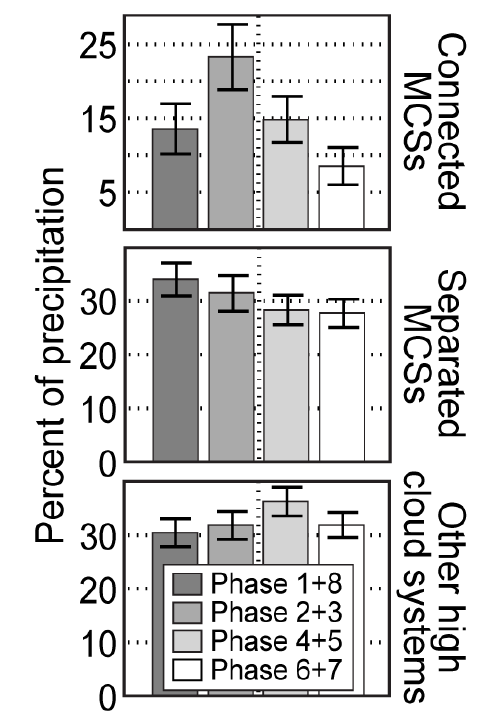 Percent of precipitation
25
15
5
Connected
MCSs
30
20
10
0
Separated
MCSs
30
20
10
0
Other high
cloud systems
Phase 1+8
Phase 2+3
Phase 4+5
Phase 6+7